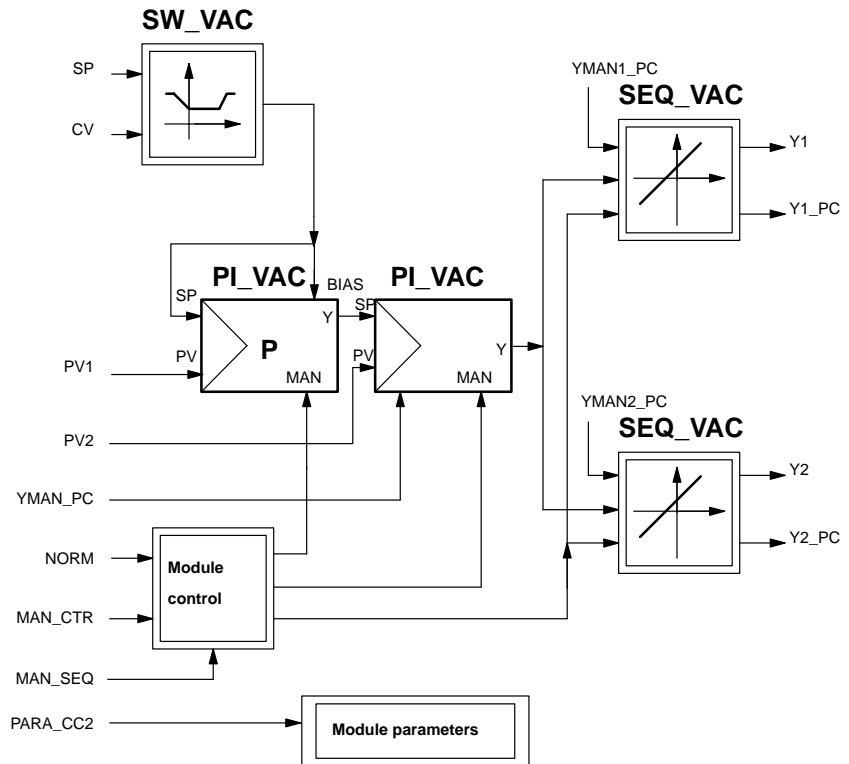 SW_VAC
SP
CV
YMAN1_PC
SEQ_VAC
Y1
Y1_PC
PI_VAC
PI_VAC
BIAS
SP
Y
SP
P
PV
MAN
PV
Y
MAN
PV1
PV2
YMAN_PC
YMAN2_PC
SEQ_VAC
Y2
Y2_PC
NORM
Module
control
MAN_CTR
MAN_SEQ
PARA_CC2
Module parameters